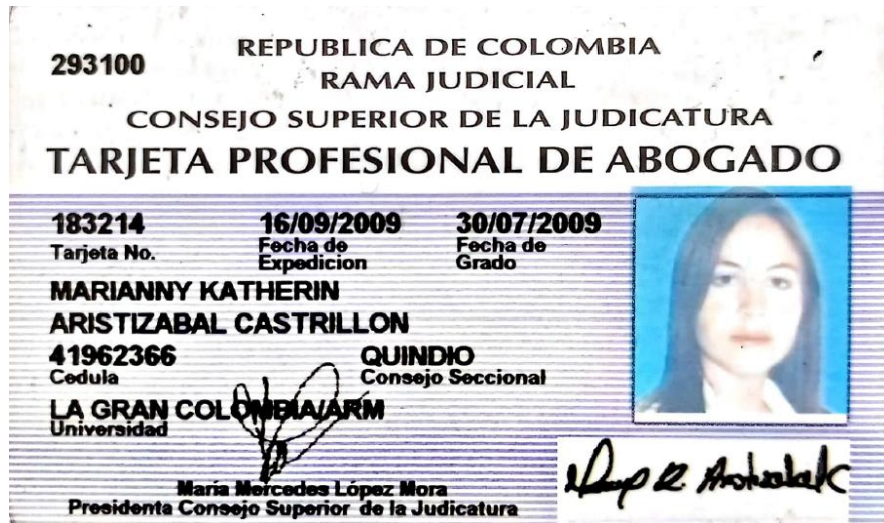 293100
REPUBLICA DE COLOMBIA
RAMA JUDICIAL
CONSEJO SUPERIOR DE LA JUDICATURA
TARJETA PROFESIONAL DE ABOGADO
183214 16/09/2009 30/07/2009
Tarjeta No. Fecha de Expedicion Fecha de Grado
MARIANNY KATHERIN
ARISTIZABAL CASTRILLON
41962366 QUINDIO
Cedula Consejo Seccional
LA GRAN COLOMBIA/ARM
Universidad
María Mercedes López Mora
Presidenta Consejo Superior de la Judicatura